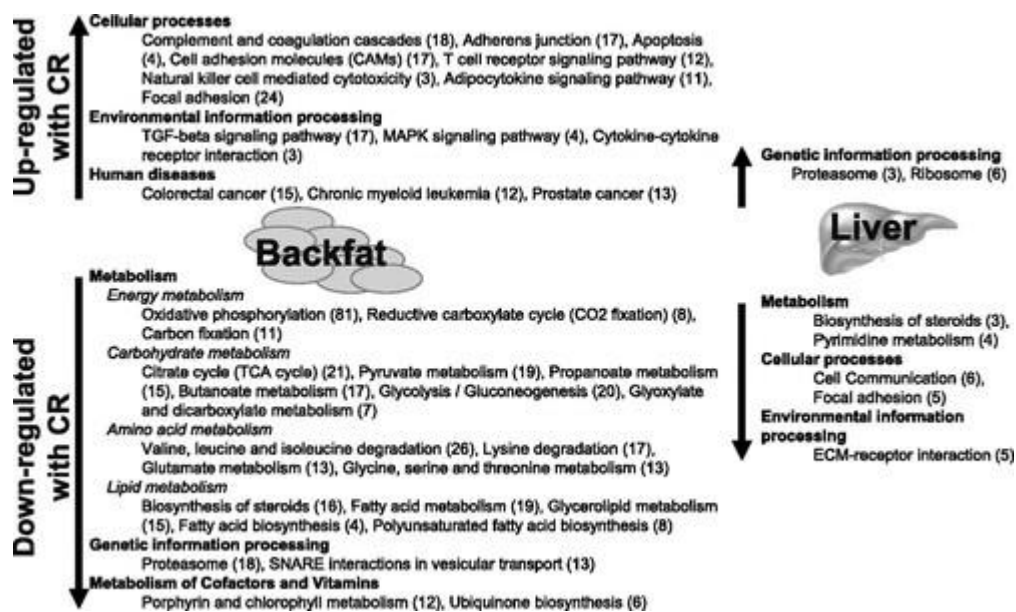 Up-regulated
with CR
Cellular processes
Complement and coagulation cascades (18), Adherens junction (17), Apoptosis
(4), Cell adhesion molecules (CAMs) (17), T cell receptor signaling pathway (12),
Natural killer cell mediated cytotoxicity (3), Adipocytokine signaling pathway (11),
Focal adhesion (24)
Environmental information processing
TGF-beta signaling pathway (17), MAPK signaling pathway (4), Cytokine-cytokine
receptor interaction (3)
Human diseases
Colorectal cancer (15), Chronic myeloid leukemia (12), Prostate cancer (13)
Backfat
Down-regulated
with CR
Metabolism
Energy metabolism
Oxidative phosphorylation (81), Reductive carboxylate cycle (CO2 fixation) (8),
Carbon fixation (11)
Carbohydrate metabolism
Citrate cycle (TCA cycle) (21), Pyruvate metabolism (19), Propanoate metabolism
(15), Butanoate metabolism (17), Glycolysis / Gluconeogenesis (20), Glyoxylate
and dicarboxylate metabolism (7)
Amino acid metabolism
Valine, leucine and isoleucine degradation (26), Lysine degradation (17),
Glutamate metabolism (13), Glycine, serine and threonine metabolism (13)
Lipid metabolism
Biosynthesis of steroids (16), Fatty acid metabolism (19), Glycerolipid metabolism
(15), Fatty acid biosynthesis (4), Polyunsaturated fatty acid biosynthesis (8)
Genetic information processing
Proteasome (18), SNARE interactions in vesicular transport (13)
Metabolism of Cofactors and Vitamins
Porphyrin and chlorophyll metabolism (12), Ubiquinone biosynthesis (6)
Genetic information processing
Proteasome (3), Ribosome (6)
Liver
Metabolism
Biosynthesis of steroids (3),
Pyrimidine metabolism (4)
Cellular processes
Cell Communication (6),
Focal adhesion (5)
Environmental information
processing
ECM-receptor interaction (5)